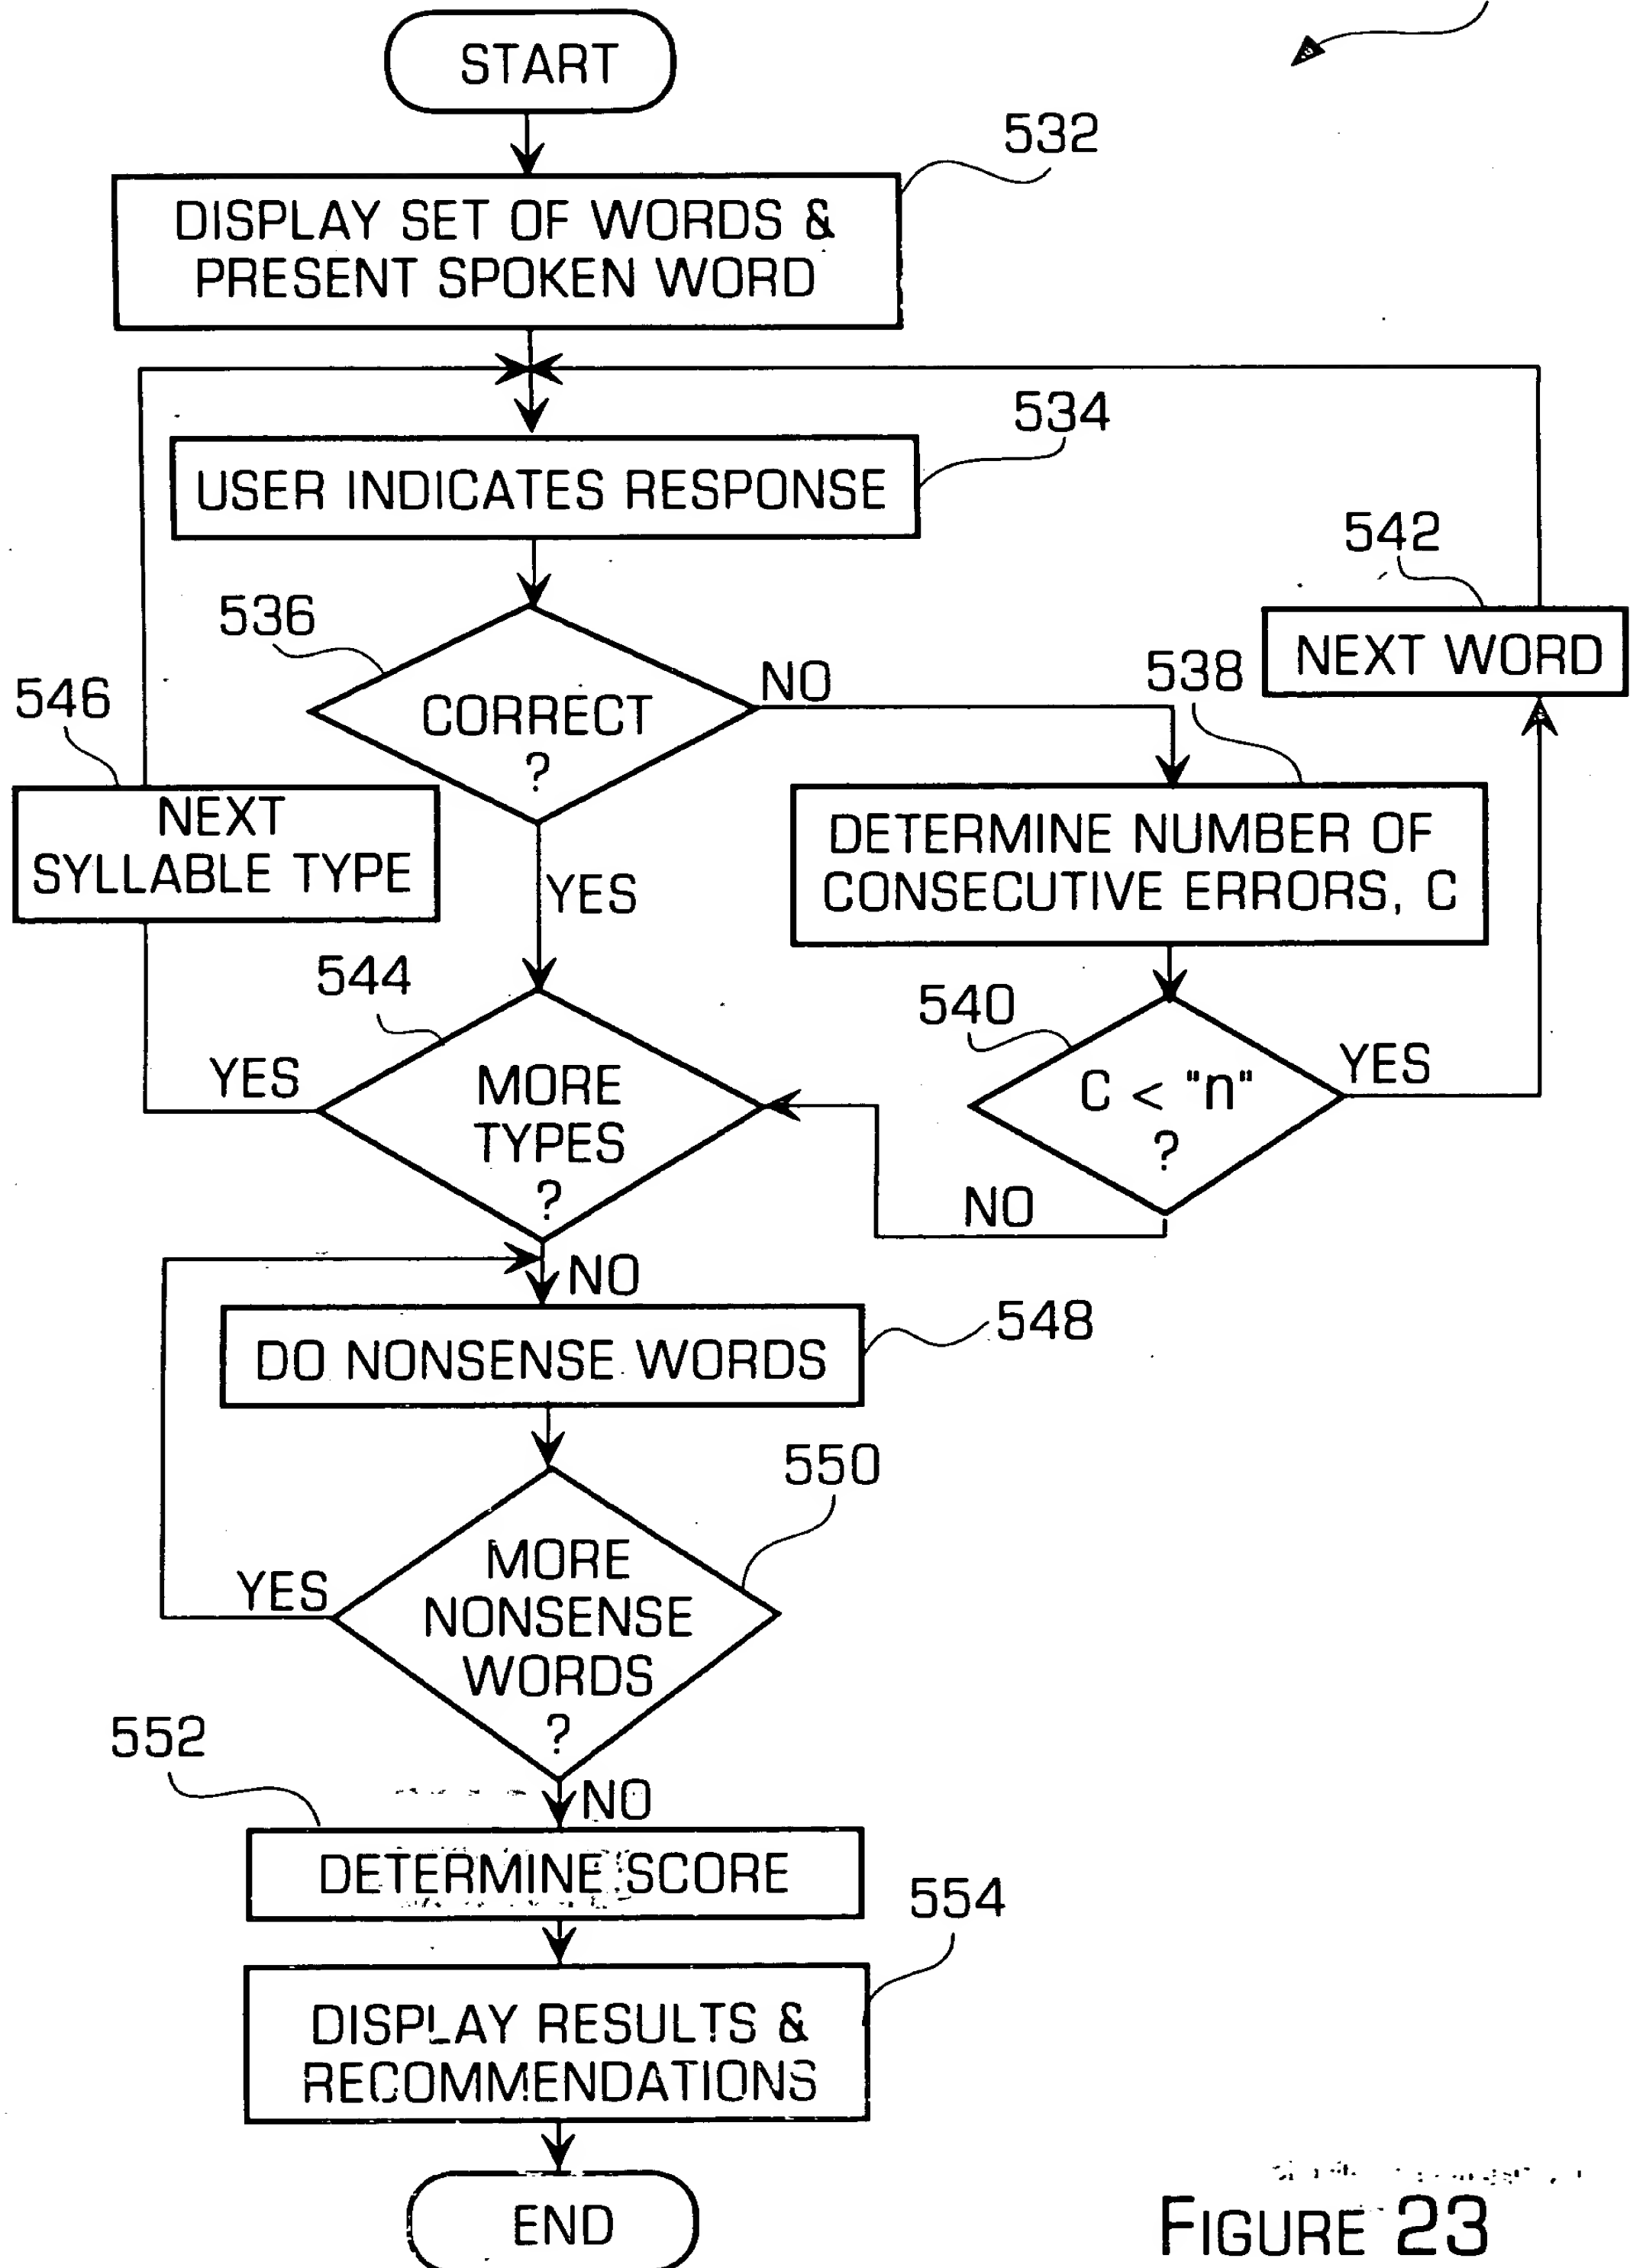 START
532
DISPLAY SET OF WORDS &
PRESENT SPOKEN WORD
534
USER INDICATES RESPONSE
542
NEXT WORD
536
CORRECT
?
NO
538
546
NEXT
SYLLABLE TYPE
DETERMINE NUMBER OF
CONSECUTIVE ERRORS, C
YES
544
540
YES
MORE
TYPES
?
C < "n"
?
YES
NO
NO
DO NONSENSE WORDS
548
550
MORE
NONSENSE
WORDS
?
YES
552
NO
DETERMINE SCORE
554
DISPLAY RESULTS &
RECOMMENDATIONS
END
FIGURE 23